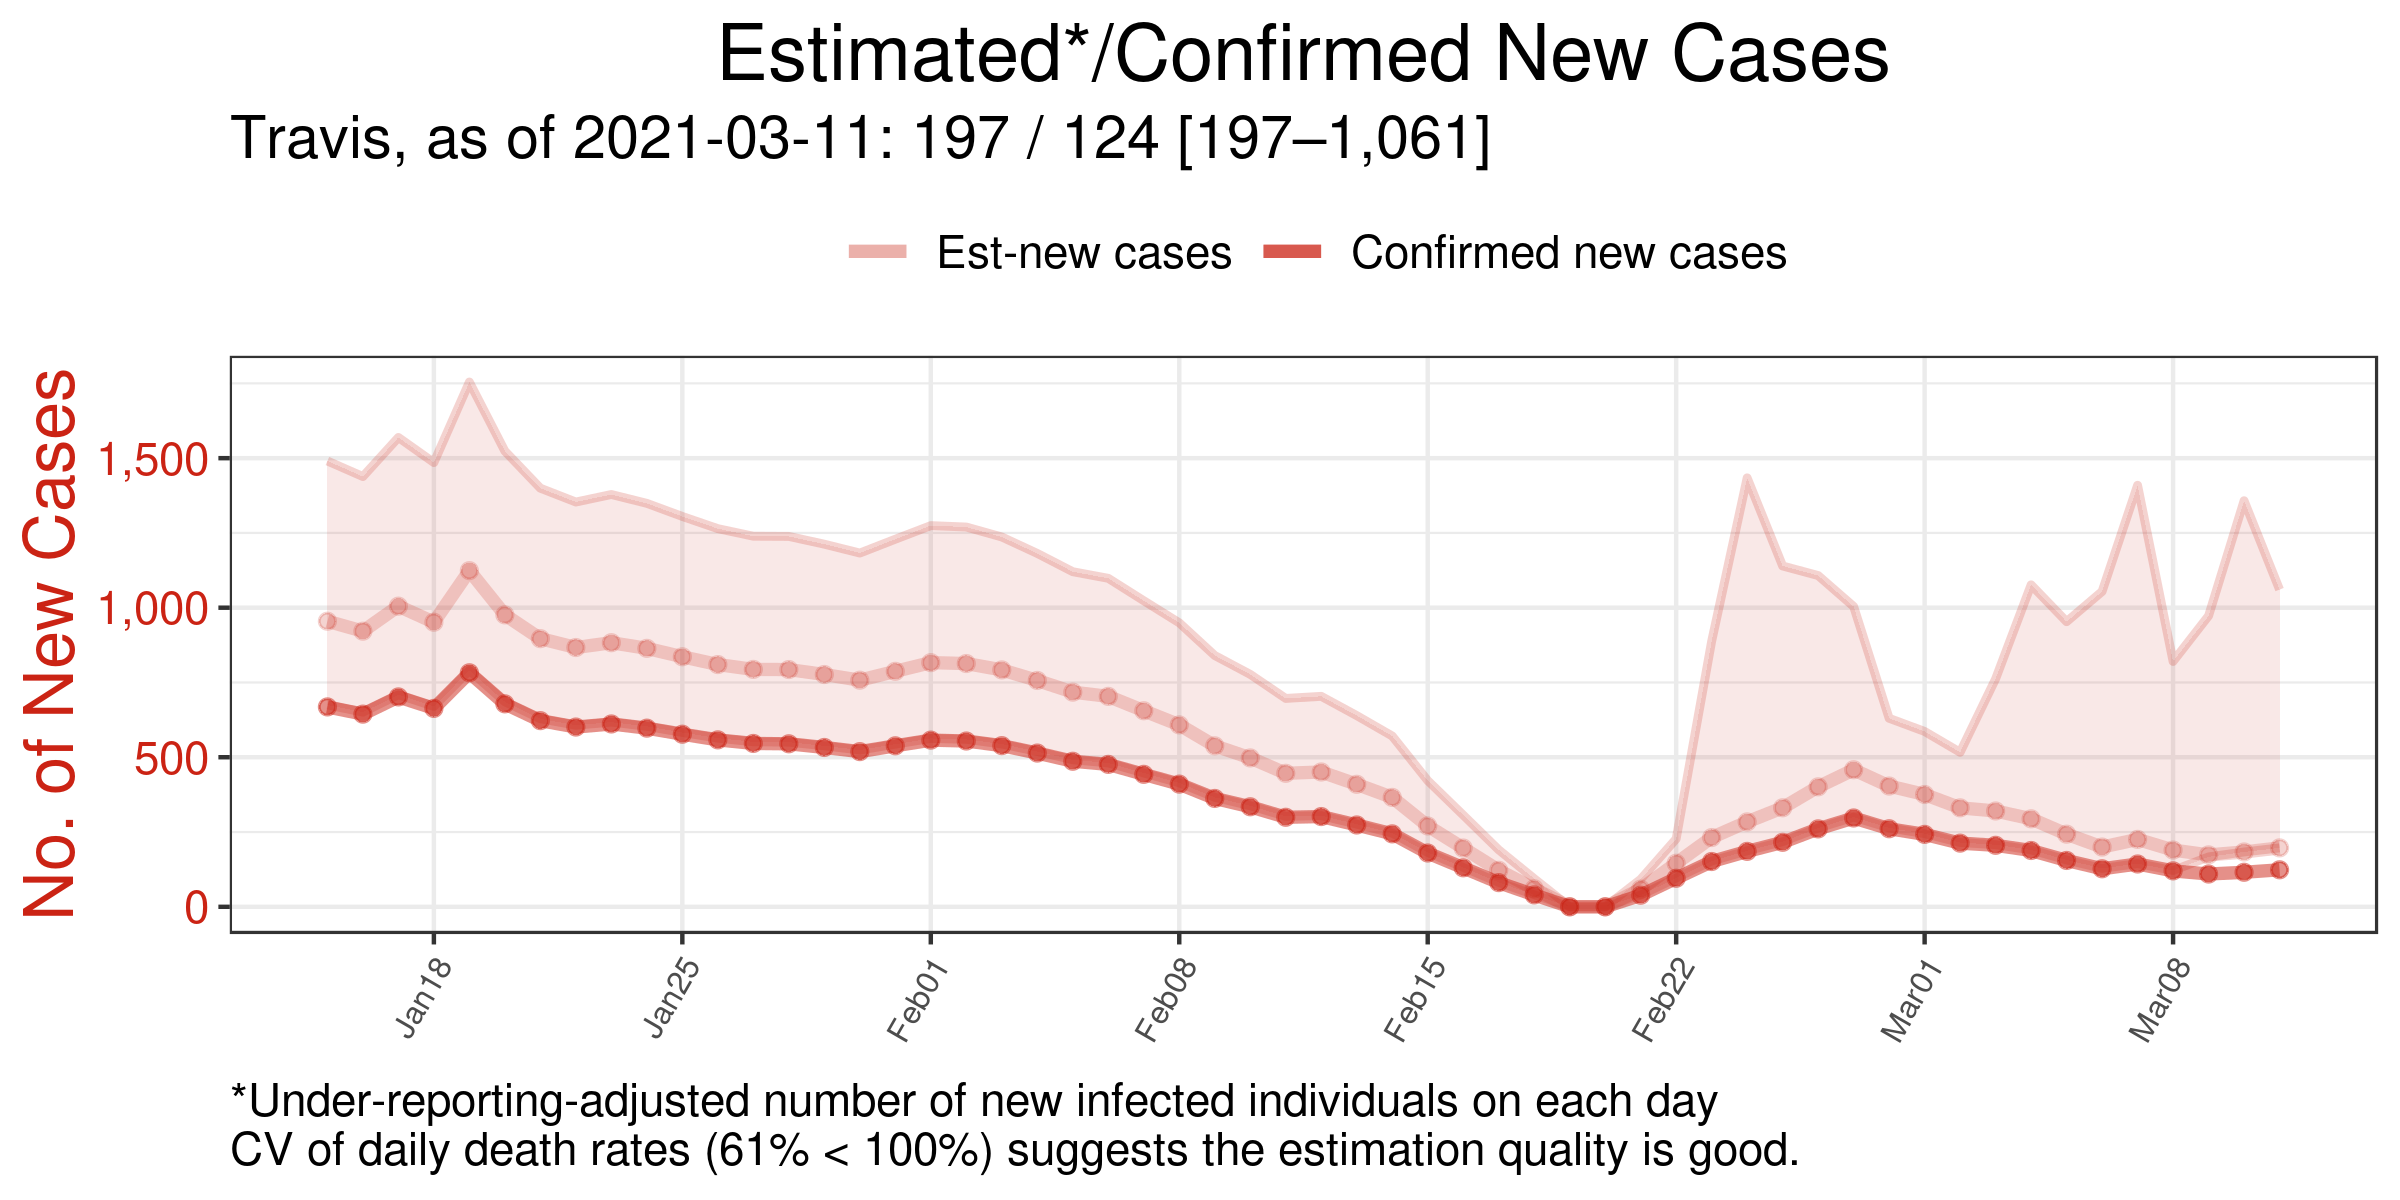 Estimated*/Confirmed New Cases
Travis, as of 2021-03-11: 197 / 124 [197–1,061]
Est-new cases
Confirmed new cases
No. of New Cases
1,500
1,000
500
0
Jan18
Jan25
Feb01
Feb08
Feb15
Feb22
Mar01
Mar08
*Under-reporting-adjusted number of new infected individuals on each day
CV of daily death rates (61% < 100%) suggests the estimation quality is good.